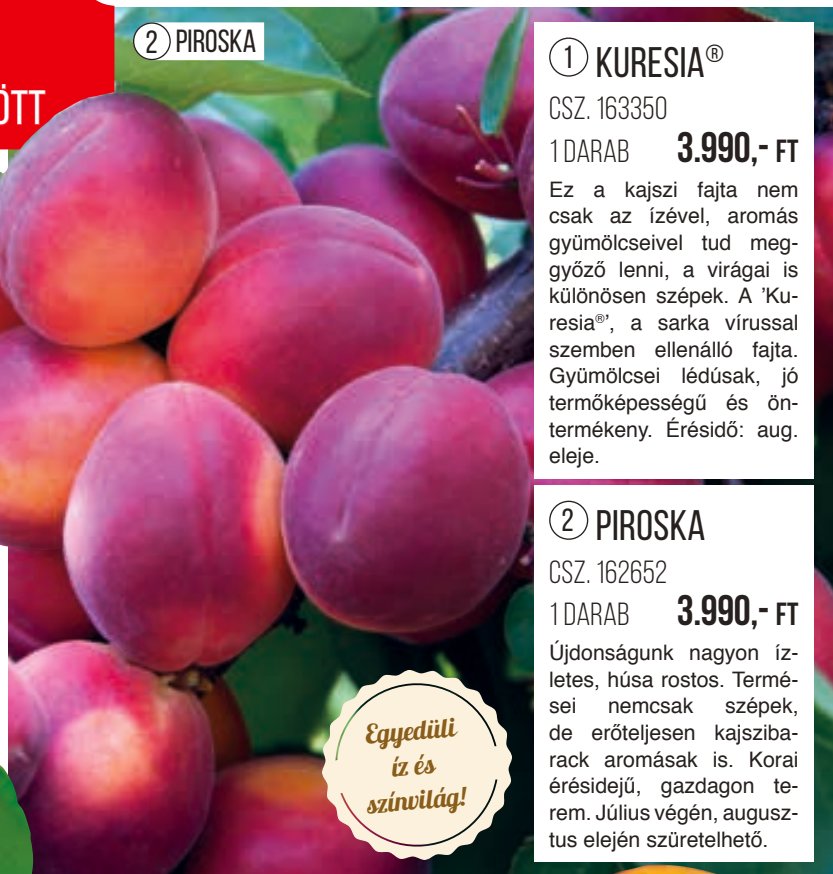 ÖTT
2 PIROSKA
1 KURESIA®
CSZ. 163350
1 DARAB 3.990,- FT
Ez a kajszi fajta nem
csak az ízével, aromás
gyümölcseivel tud meg-
győző lenni, a virágai is
különösen szépek. A ’Ku-
resia®’, a sarka vírussal
szemben ellenálló fajta.
Gyümölcsei lédúsak, jó
termőképességű és ön-
termékeny. Érésidő: aug.
eleje.
2 PIROSKA
CSZ. 162652
1 DARAB 3.990,- FT
Újdonságunk nagyon íz-
letes, húsa rostos. Termé-
sei nemcsak szépek,
de erőteljesen kajsziba-
rack aromásak is. Korai
érésidejű, gazdagon te-
rem. Július végén, augusz-
tus elején szüretelhető.
Egyedüli
íz és
színvilág!